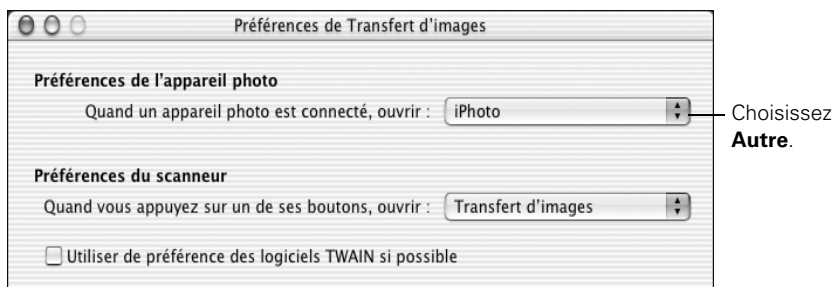 Préférences de Transfert d'images
Préférences de l'appareil photo
Quand un appareil photo est connecté, ouvrir : iPhoto
Choisissez
Autre.
Préférences du scanneur
Quand vous appuyez sur un de ses boutons, ouvrir : Transfert d'images
Utiliser de préférence des logiciels TWAIN si possible